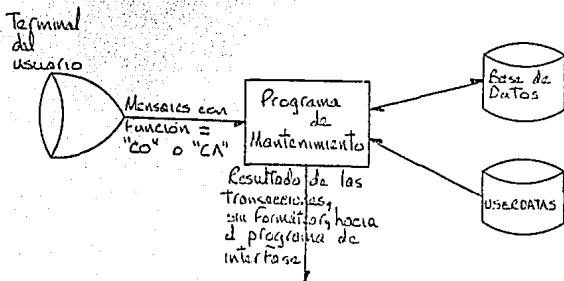 Terminal
del
usuario
Mensajes con
función =
"CO" o "CA"
Programa
de
Mantenimiento
Base de
Datos
USERDATAS
Resultado de las
transacciones,
sin formatear, hacia
el programa de
interfase